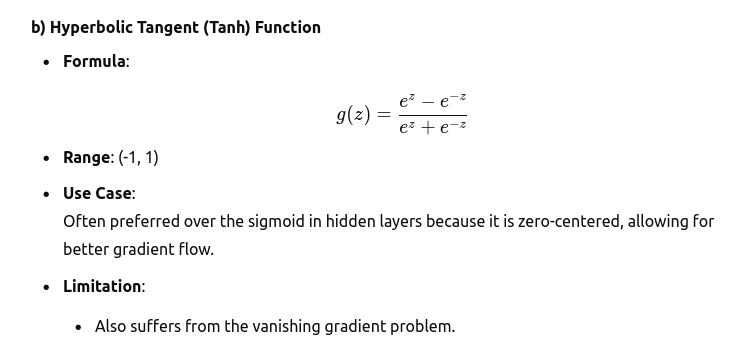 b) Hyperbolic Tangent (Tanh) Function
• Formula:
g(z) = \frac{e^z − e^{−z}}{e^z + e^{−z}}
• Range: (-1, 1)
• Use Case:
Often preferred over the sigmoid in hidden layers because it is zero-centered, allowing for
better gradient flow.
• Limitation:
• Also suffers from the vanishing gradient problem.